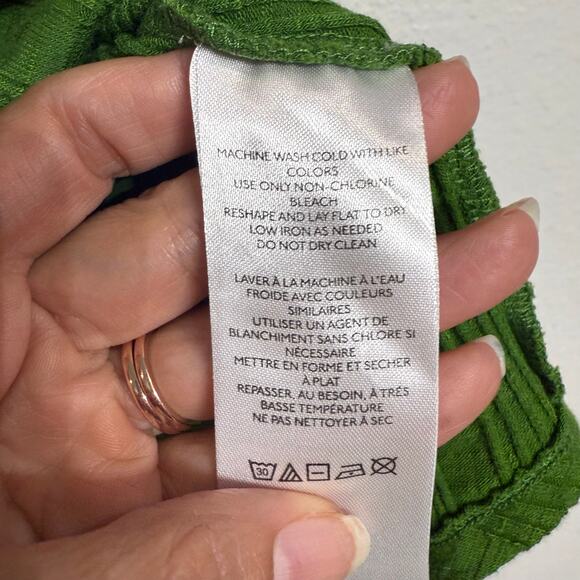 MACHINE WASH COLD WITH LIKE
COLORS
USE ONLY NON-CHLORINE
BLEACH
RESHAPE AND LAY FLAT TO DRY
LOW IRON AS NEEDED
DO NOT DRY CLEAN
LAVER À LA MACHINE À L'EAU
FROIDE AVEC COULEURS
SIMILAIRES
UTILISER UN AGENT DE
BLANCHIMENT SANS CHLORE SI
NÉCESSAIRE
METTRE EN FORME ET SECHER
À PLAT
REPASSER, AU BESOIN, À TRÉS
BASSE TEMPÉRATURE
NE PAS NETTOYER À SEC
30